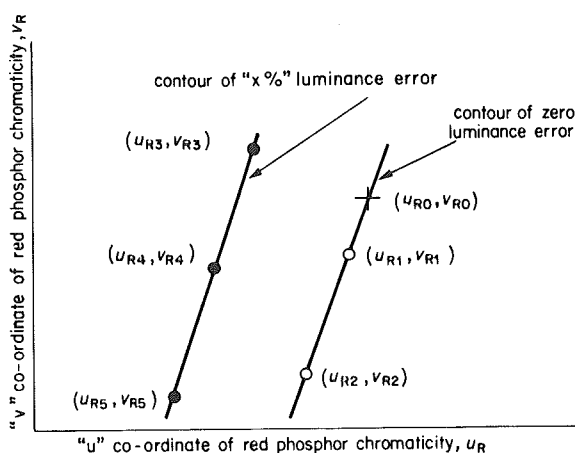 contour of "x %" luminance error
contour of zero
luminance error
(uR3, vR3)
(uR0, vR0)
(uR4, vR4)
(uR1, vR1)
(uR2, vR2)
(uR5, vR5)
"v" co-ordinate of red phosphor chromaticity, vR
"u" co-ordinate of red phosphor chromaticity, uR